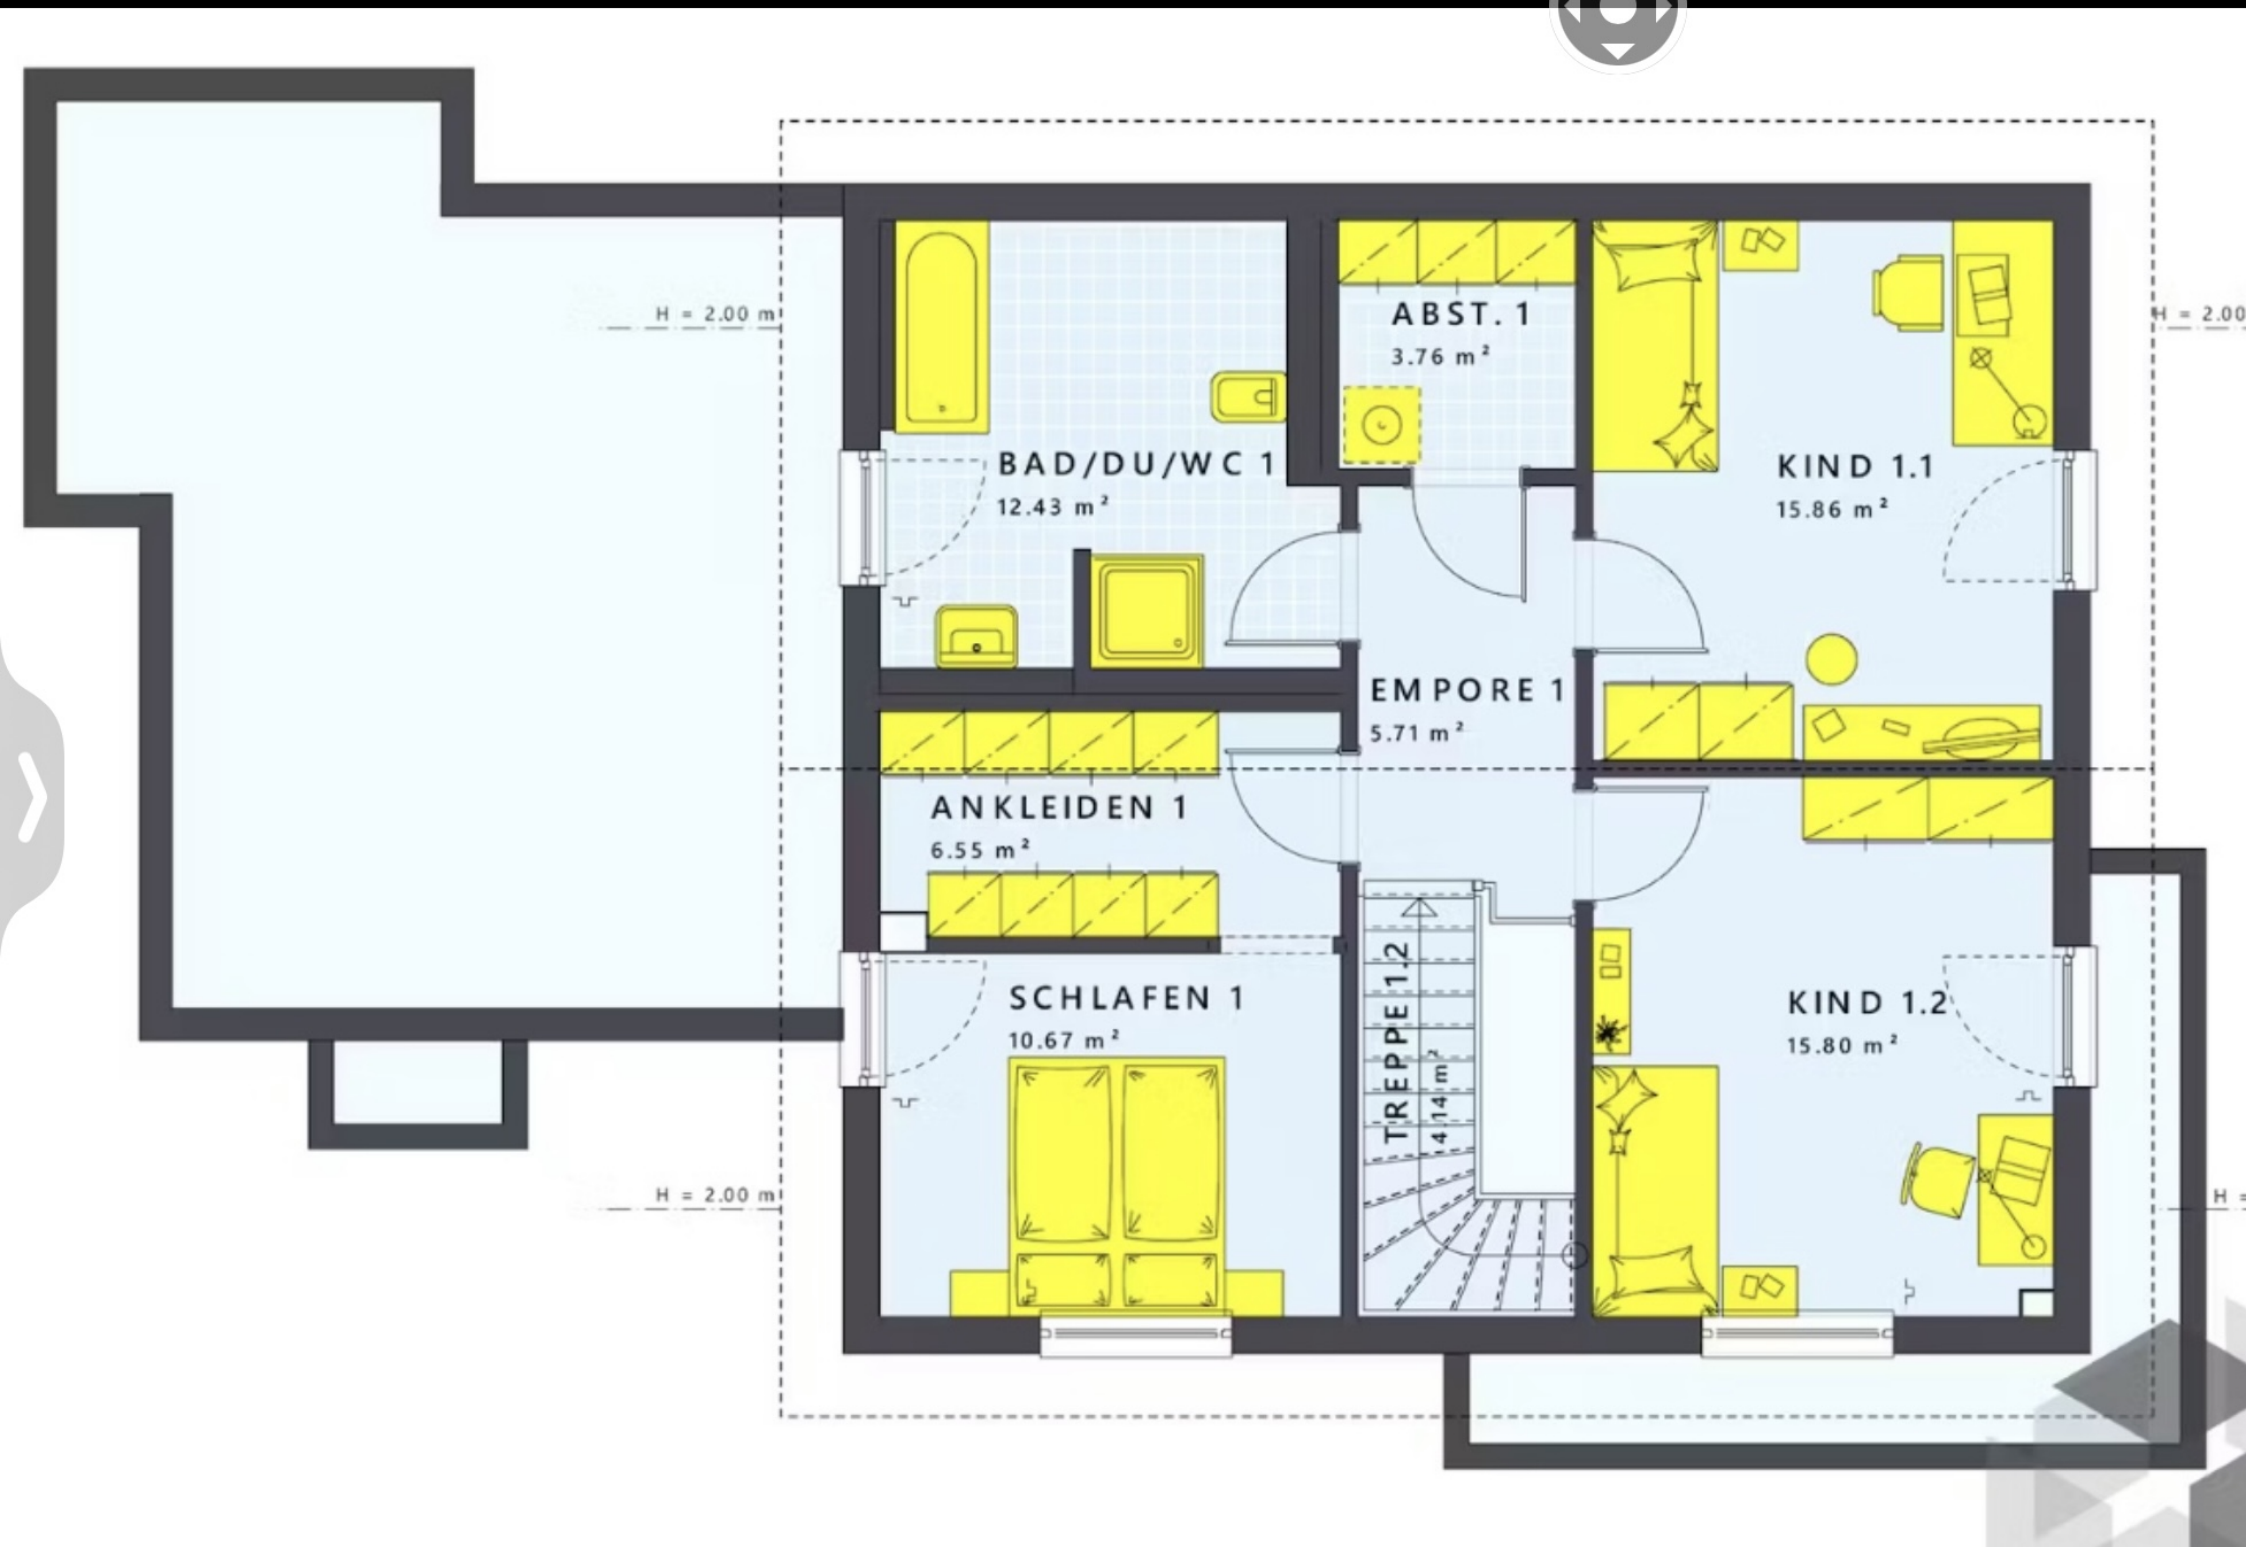 H = 2.00 m
H = 2.00
ABST. 1
3.76 m²
BAD/DU/WC 1
12.43 m²
KIND 1.1
15.86 m²
EMPORE 1
5.71 m²
ANKLEIDEN 1
6.55 m²
SCHLAFEN 1
10.67 m²
TREPPE 1.2
4.14 m²
KIND 1.2
15.80 m²
H = 2.00 m
H =